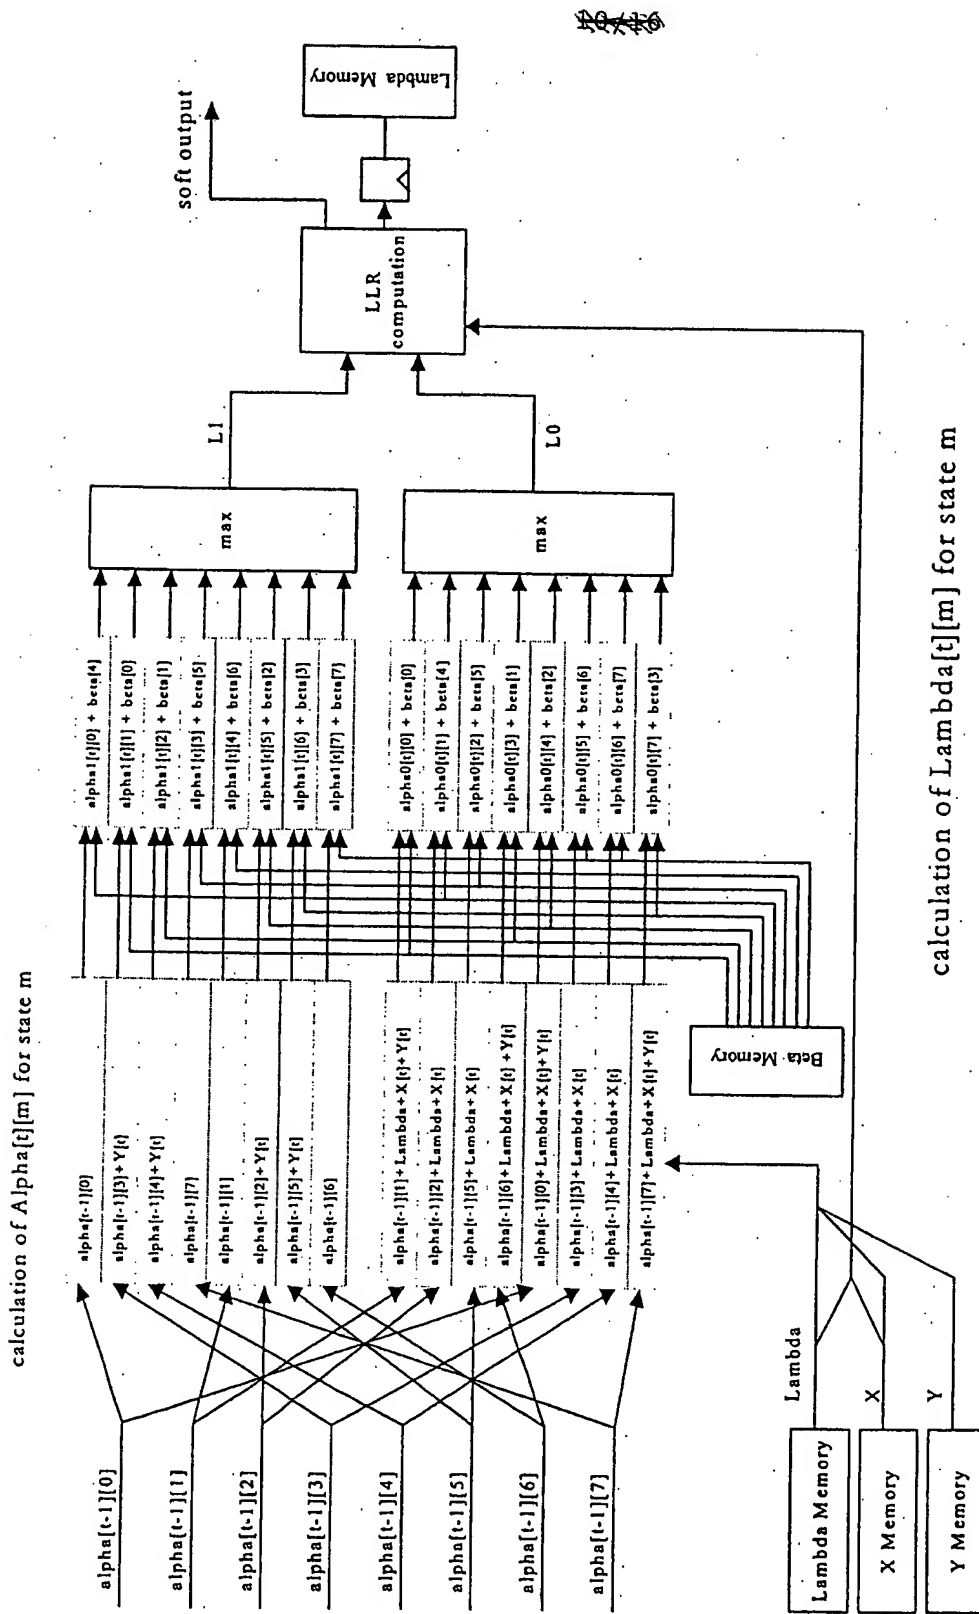 calculation of Alpha[t][m] for state m
alpha[t-1][0]
alpha[t-1][1]
alpha[t-1][2]
alpha[t-1][3]
alpha[t-1][4]
alpha[t-1][5]
alpha[t-1][6]
alpha[t-1][7]
alpha[t-1][0]
alpha[t-1][3]+Y[t]
alpha[t-1][4]+Y[t]
alpha[t-1][7]
alpha[t-1][1]
alpha[t-1][2]+Y[t]
alpha[t-1][5]+Y[t]
alpha[t-1][6]
alpha[t-1][1]+Lambda+X[t]+Y[t]
alpha[t-1][2]+Lambda+X[t]
alpha[t-1][5]+Lambda+X[t]
alpha[t-1][6]+Lambda+X[t]+Y[t]
alpha[t-1][0]+Lambda+X[t]+Y[t]
alpha[t-1][3]+Lambda+X[t]
alpha[t-1][4]+Lambda+X[t]
alpha[t-1][7]+Lambda+X[t]+Y[t]
alpha1[t][0] + beta[4]
alpha1[t][1] + beta[0]
alpha1[t][2] + beta[1]
alpha1[t][3] + beta[5]
alpha1[t][4] + beta[6]
alpha1[t][5] + beta[2]
alpha1[t][6] + beta[3]
alpha1[t][7] + beta[7]
alpha0[t][0] + beta[0]
alpha0[t][1] + beta[4]
alpha0[t][2] + beta[5]
alpha0[t][3] + beta[1]
alpha0[t][4] + beta[2]
alpha0[t][5] + beta[6]
alpha0[t][6] + beta[7]
alpha0[t][7] + beta[3]
max
max
L1
L0
LLR
computation
soft output
Lambda Memory
Lambda Memory
X Memory
Y Memory
Lambda
X
Y
Beta Memory
calculation of Lambda[t][m] for state m